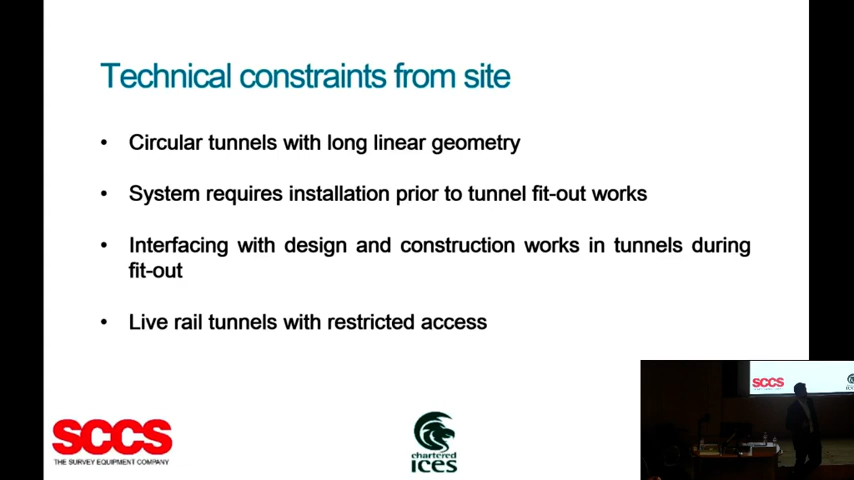 Technical constraints from site
• Circular tunnels with long linear geometry
• System requires installation prior to tunnel fit-out works
• Interfacing with design and construction works in tunnels during
fit-out
• Live rail tunnels with restricted access
SCCS
THE SURVEY EQUIPMENT COMPANY
chartered
ICES
SCCS